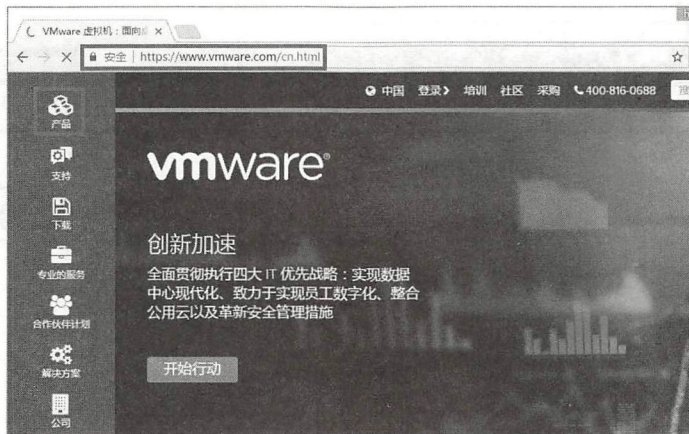 VMware 虚拟机：面向
安全 | https://www.vmware.com/cn.html
中国 登录 培训 社区 采购 400-816-0688
产品
支持
下载
专业的服务
合作伙伴计划
解决方案
公司
vmware
创新加速
全面贯彻执行四大 IT 优先战略：实现数据
中心现代化、致力于实现员工数字化、整合
公用云以及革新安全管理措施
开始行动